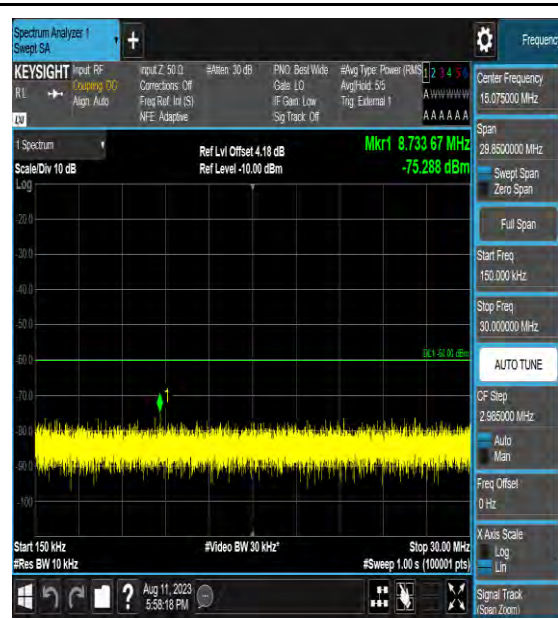 Spectrum Analyzer 1
Swept SA
Frequenc
KEYSIGHT
Input: RF
Input Z: 50 Ω
#Atten: 30 dB
PNO: Best Wide
#Avg Type: Power (RMS
1 2 3 4 5 6
RL
Coupling: DC
Corrections: Off
Gate: LO
Avg|Hold: 5/5
A W W W W W
Align: Auto
Freq Ref: Int (S)
IF Gain: Low
Trig: External 1
NFE: Adaptive
Sig Track: Off
A A A A A A
LXI
1 Spectrum
Ref Lvl Offset 4.18 dB
Mkr1 8.733 67 MHz
Scale/Div 10 dB
Ref Level -10.00 dBm
-75.288 dBm
Log
-20.0
-30.0
-40.0
-50.0
DL1 -60.00 dBm
-60.0
1
-70.0
-80.0
-90.0
-100
Start 150 kHz
#Video BW 30 kHz*
Stop 30.00 MHz
#Res BW 10 kHz
#Sweep 1.00 s (100001 pts)
Center Frequency
15.075000 MHz
Span
29.8500000 MHz
Swept Span
Zero Span
Full Span
Start Freq
150.000 kHz
Stop Freq
30.000000 MHz
AUTO TUNE
CF Step
2.985000 MHz
Auto
Man
Freq Offset
0 Hz
X Axis Scale
Log
Lin
Signal Track
(Span Zoom)
?
Aug 11, 2023
5:58:18 PM